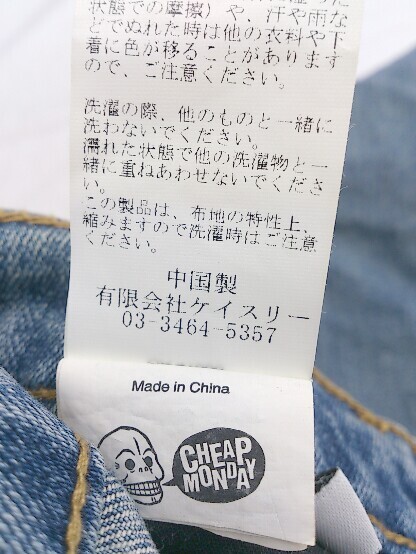 状態での摩擦）や、汗や雨な
どでぬれた時は他の衣料や下
着に色が移ることがあります
ので、ご注意ください。
洗濯の際、他のものと一緒に
洗わないでください。
濡れた状態で他の洗濯物と一
緒に重ねあわせないでくださ
い。
この製品は、布地の特性上、
縮みますので洗濯時はご注意
ください。
中国製
有限会社ケイスリー
03-3464-5357
Made in China
CHEAP
MONDAY